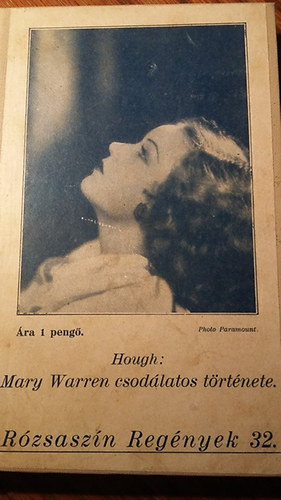 Ára 1 pengő. Photo Paramount
Hough:
Mary Warren csodálatos története.
Rózsaszín Regények 32.